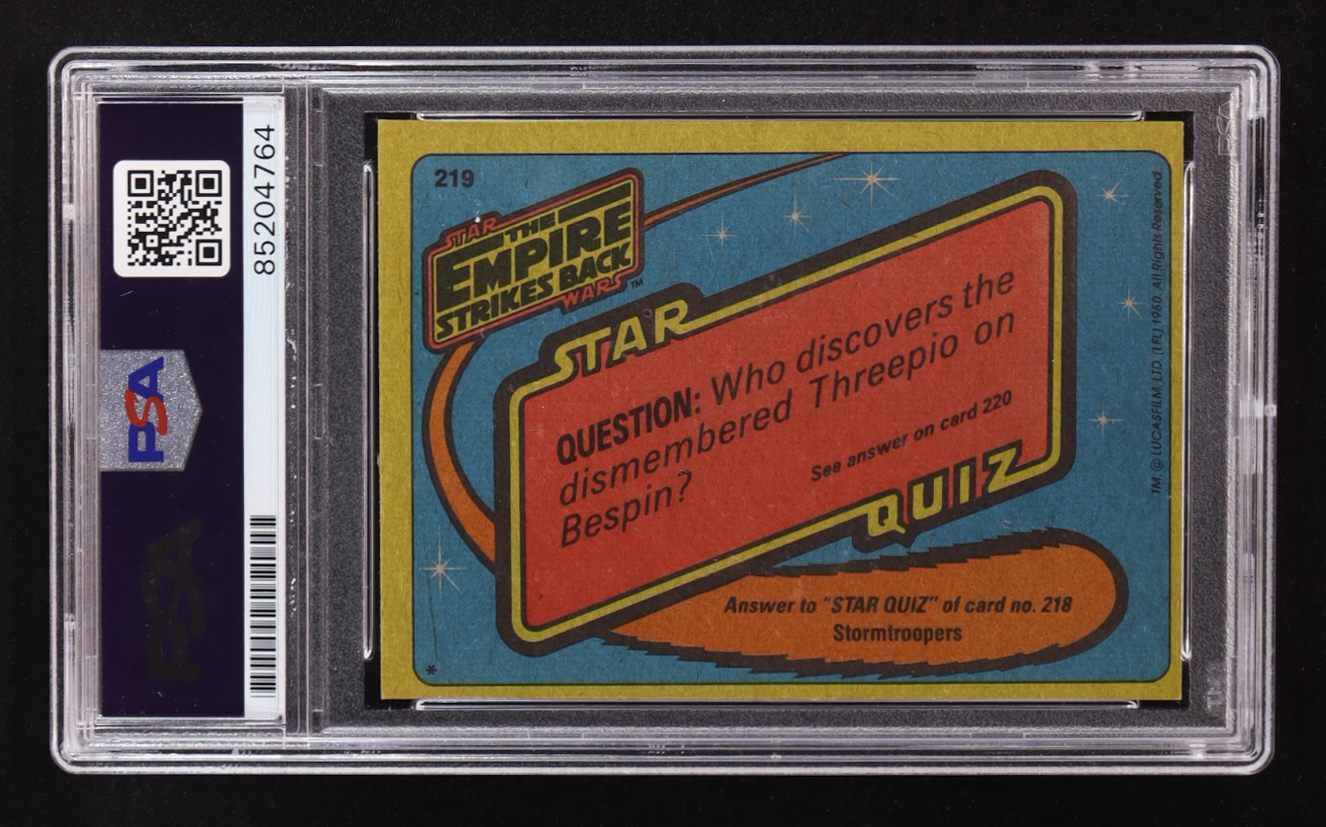 85204764
PSA
PSA
219
STAR
THE
EMPIRE
STRIKES BACK
WARS ™
STAR
QUESTION: Who discovers the
dismembered Threepio on
Bespin?
See answer on card 220
QUIZ
Answer to "STAR QUIZ" of card no. 218
Stormtroopers
*
TM: © LUCASFILM, LTD. (LFL) 1980. All Rights Reserved.